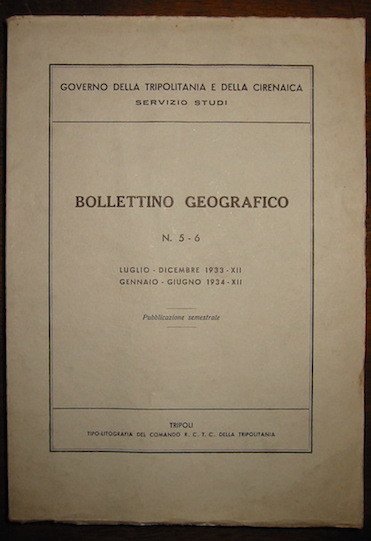 GOVERNO DELLA TRIPOLITANIA E DELLA CIRENAICA
SERVIZIO STUDI
BOLLETTINO GEOGRAFICO
N. 5 - 6
LUGLIO - DICEMBRE 1933 - XII
GENNAIO - GIUGNO 1934 - XII
Pubblicazione semestrale
TRIPOLI
TIPO-LITOGRAFIA DEL COMANDO R. C. T. C. DELLA TRIPOLITANIA